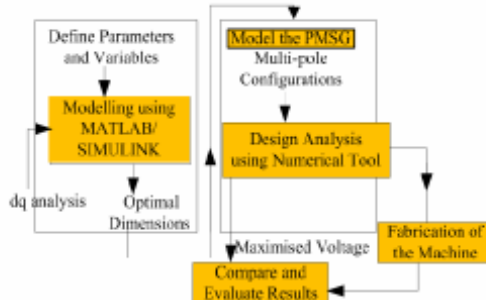 Define Parameters
and Variables
Modelling using
MATLAB/
SIMULINK
dq analysis
Optimal
Dimensions
Model the PMSG
Multi-pole
Configurations
Design Analysis
using Numerical Tool
Fabrication of
the Machine
Maximised Voltage
Compare and
Evaluate Results